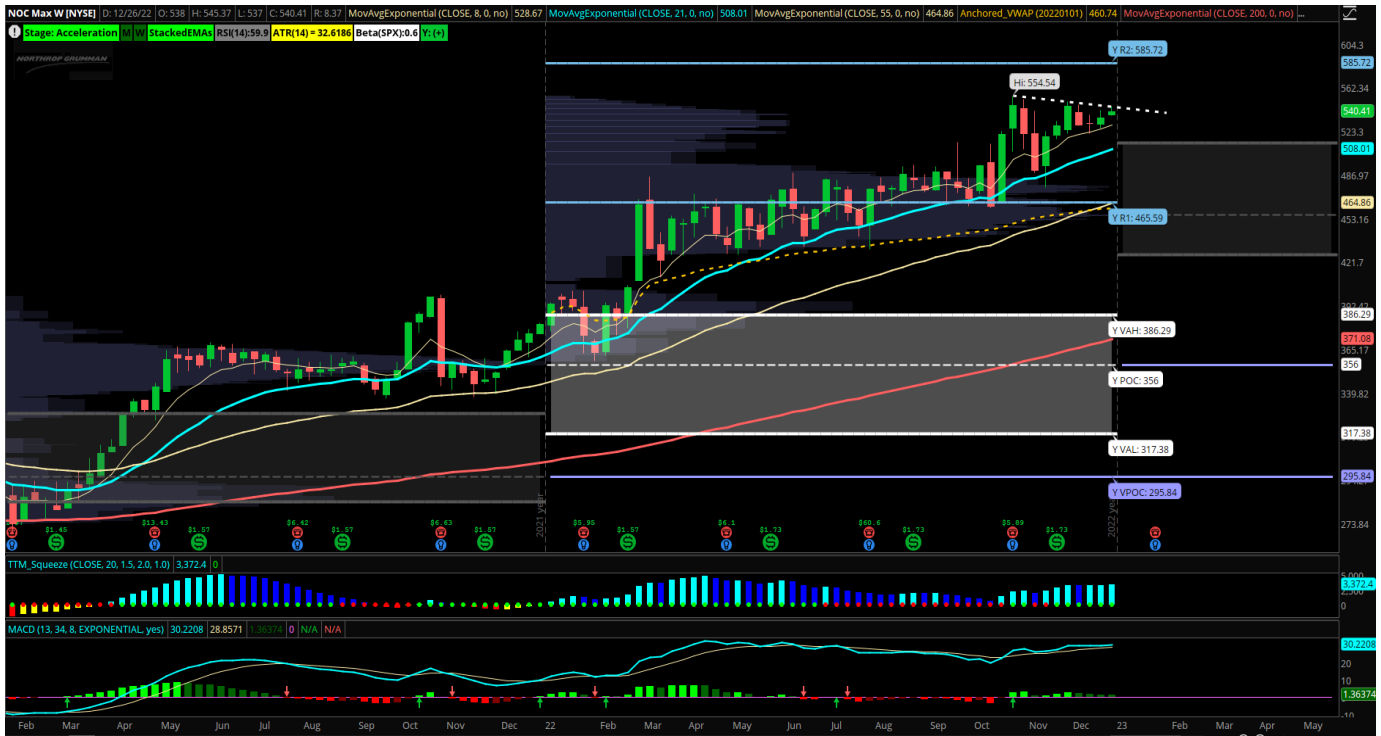 NOC Max W [NYSE] D: 12/26/22 O: 538 H: 545.37 L: 537 C: 540.41 R: 8.37 MovAvgExponential (CLOSE, 8, 0, no) 528.67 MovAvgExponential (CLOSE, 21, 0, no) 508.01 MovAvgExponential (CLOSE, 55, 0, no) 464.86 Anchored_VWAP (20220101) 460.74 MovAvgExponential (CLOSE, 200, 0, no) ...
Stage: Acceleration M W StackedEMAs RSI(14):59.9 ATR(14) = 32.6186 Beta(SPX):0.6 Y: (+)
NORTHROP GRUMMAN
604.3
Y R2: 585.72
585.72
562.34
Hi: 554.54
540.41
523.3
508.01
486.97
464.86
Y R1: 465.59
453.16
421.7
386.29
Y VAH: 386.29
371.08
365.17
356
Y POC: 356
339.82
317.38
Y VAL: 317.38
295.84
Y VPOC: 295.84
2021 year
2022 year
273.84
$1.45 $13.43 $1.57 $6.42 $1.57 $6.63 $1.57 $5.95 $1.57 $6.1 $1.73 $60.6 $1.73 $5.89 $1.73
TTM_Squeeze (CLOSE, 20, 1.5, 2.0, 1.0) 3,372.4 0
3,372.4
0
MACD (13, 34, 8, EXPONENTIAL, yes) 30.2208 28.8571 1.36374 0 N/A N/A
30.2208
20
10
1.36374
-10
Feb Mar Apr May Jun Jul Aug Sep Oct Nov Dec 22 Feb Mar Apr May Jun Jul Aug Sep Oct Nov Dec 23 Feb Mar Apr May